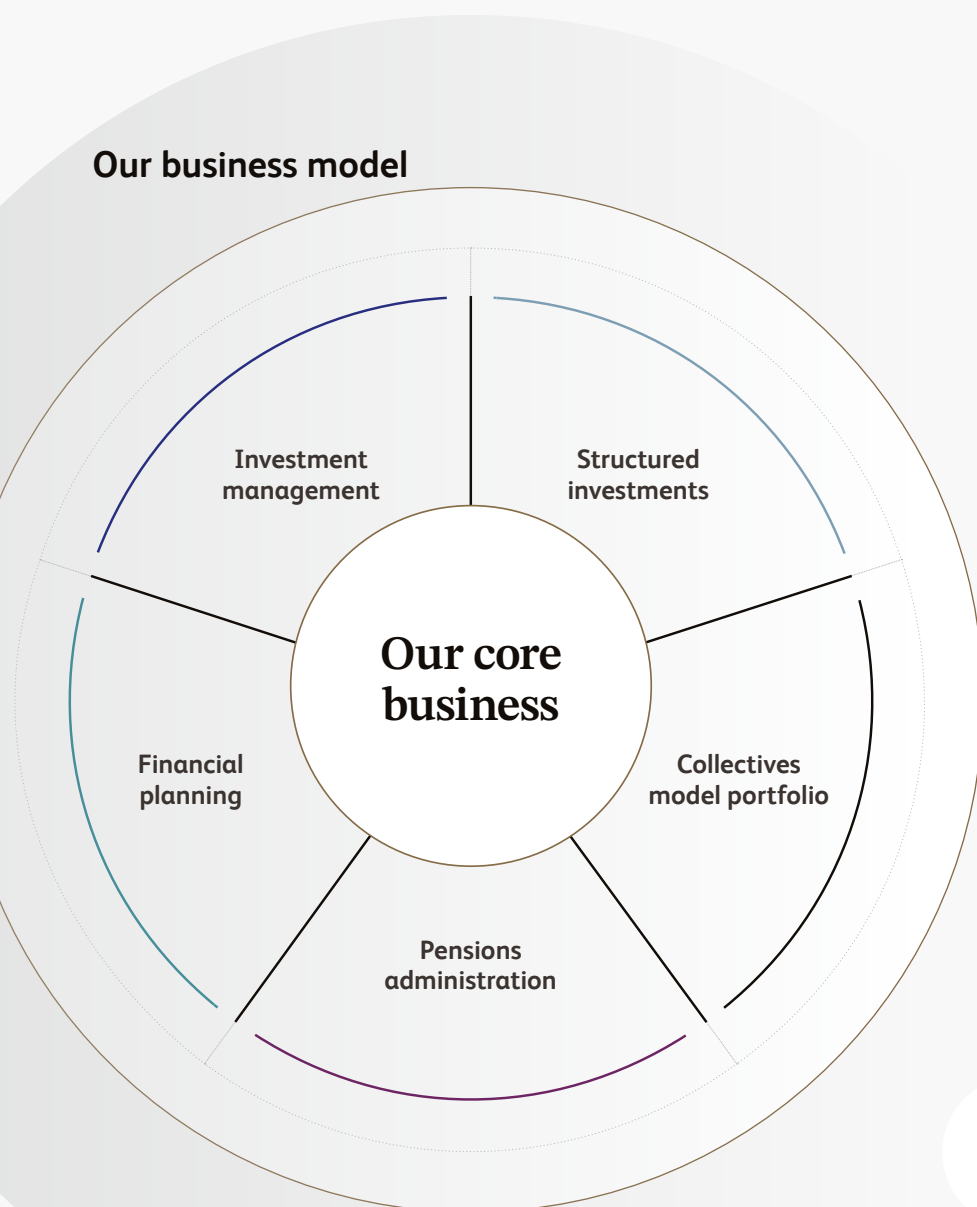 Our business model
Investment
management
Structured
investments
Our core
business
Financial
planning
Collectives
model portfolio
Pensions
administration